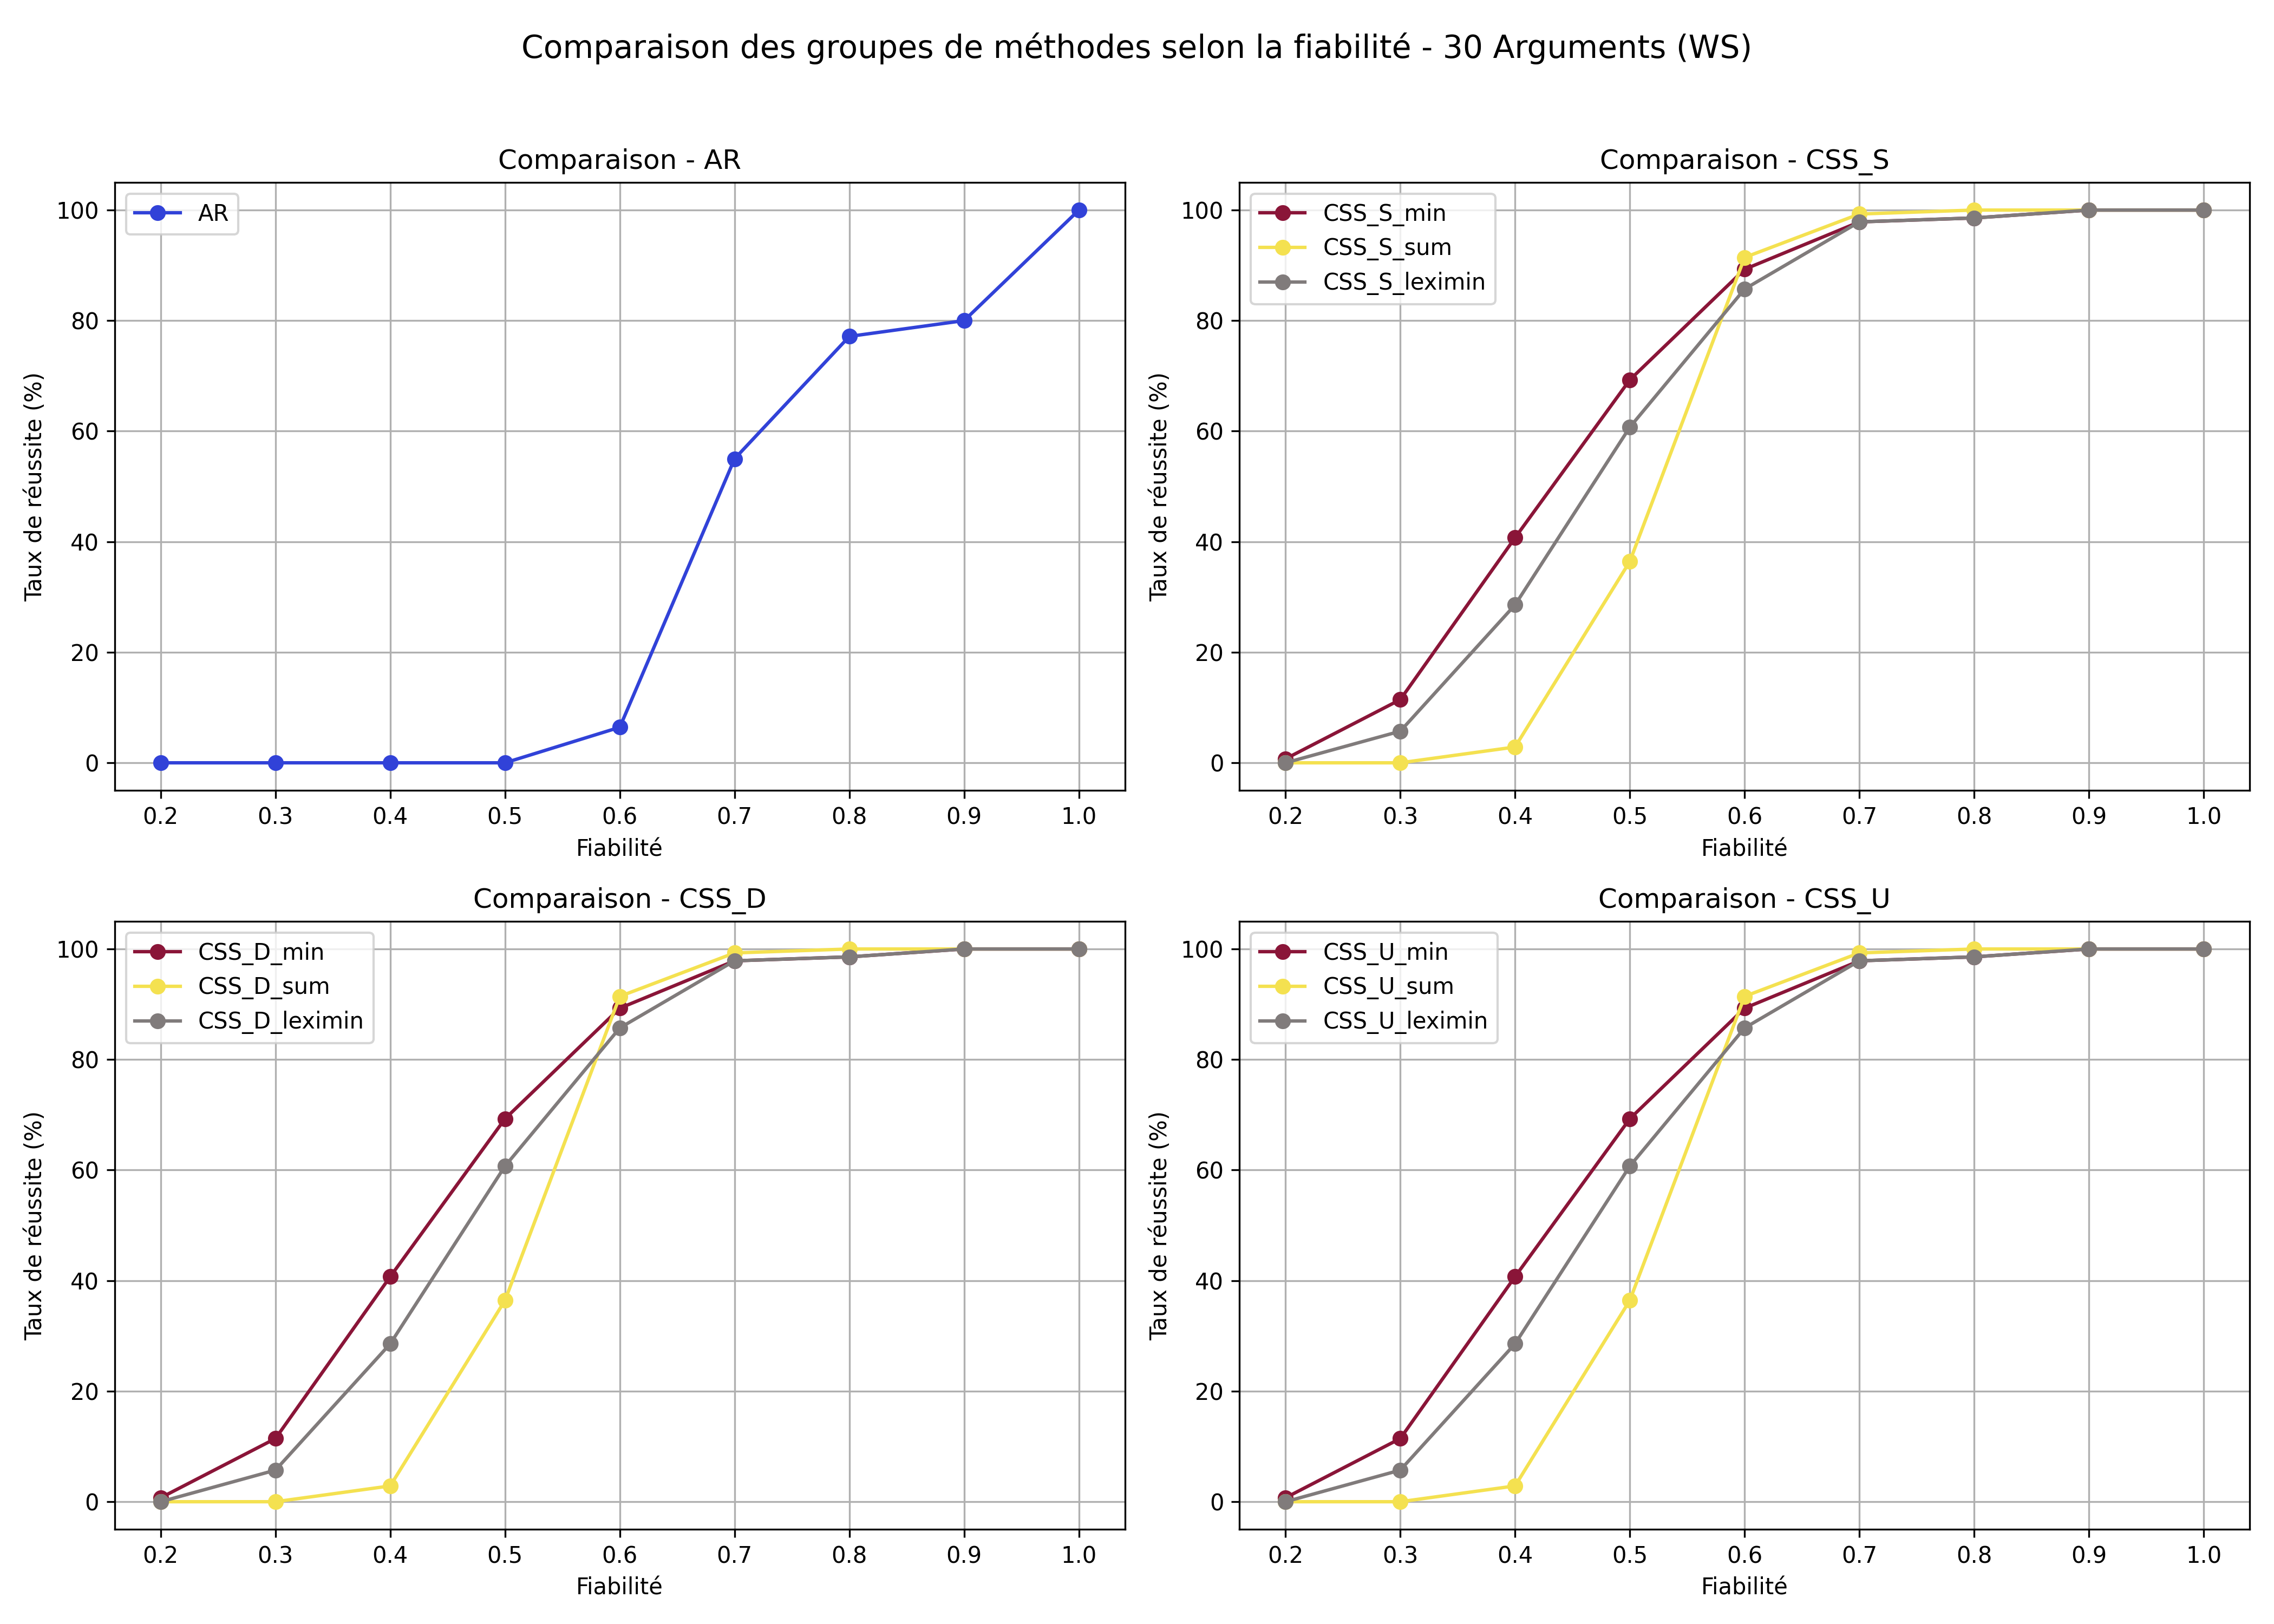 Comparaison des groupes de méthodes selon la fiabilité - 30 Arguments (WS)
Comparaison - AR
AR
Taux de réussite (%)
100
80
60
40
20
0
0.2 0.3 0.4 0.5 0.6 0.7 0.8 0.9 1.0
Fiabilité
Comparaison - CSS_S
CSS_S_min
CSS_S_sum
CSS_S_leximin
Taux de réussite (%)
100
80
60
40
20
0
0.2 0.3 0.4 0.5 0.6 0.7 0.8 0.9 1.0
Fiabilité
Comparaison - CSS_D
CSS_D_min
CSS_D_sum
CSS_D_leximin
Taux de réussite (%)
100
80
60
40
20
0
0.2 0.3 0.4 0.5 0.6 0.7 0.8 0.9 1.0
Fiabilité
Comparaison - CSS_U
CSS_U_min
CSS_U_sum
CSS_U_leximin
Taux de réussite (%)
100
80
60
40
20
0
0.2 0.3 0.4 0.5 0.6 0.7 0.8 0.9 1.0
Fiabilité